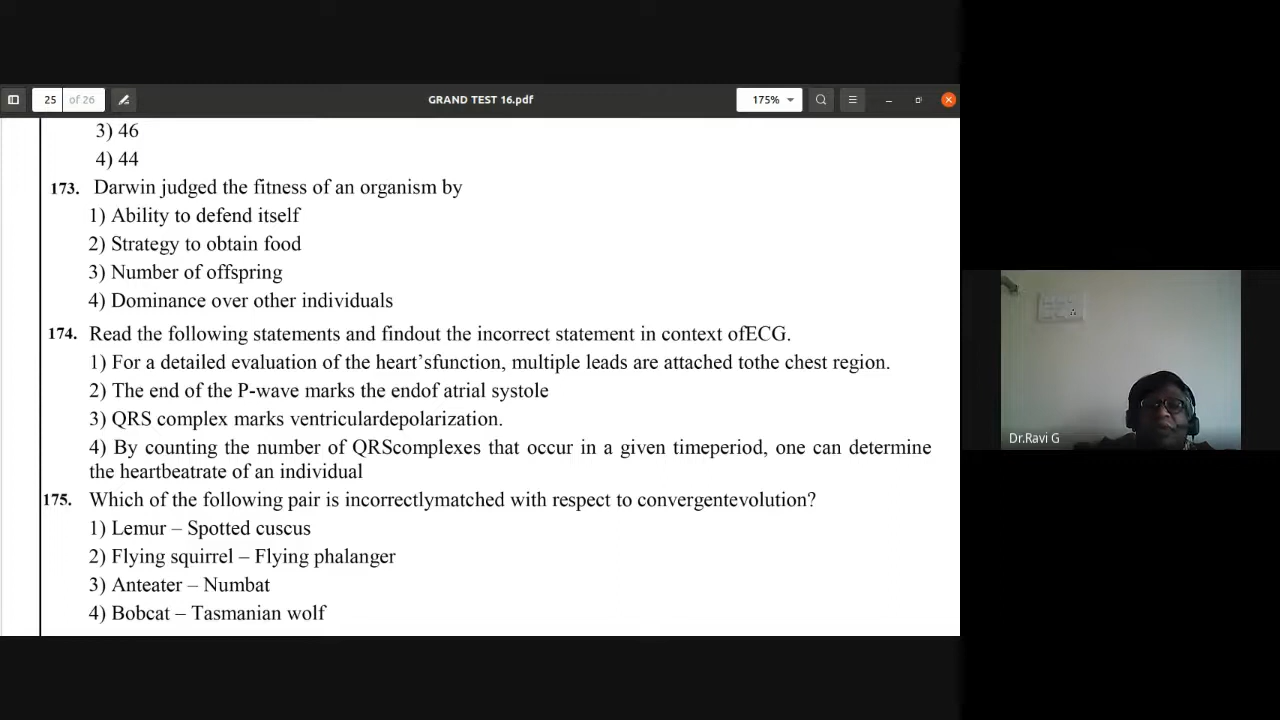 25 of 26
GRAND TEST 16.pdf
175%
3) 46
4) 44
173. Darwin judged the fitness of an organism by
1) Ability to defend itself
2) Strategy to obtain food
3) Number of offspring
4) Dominance over other individuals
174. Read the following statements and findout the incorrect statement in context ofECG.
1) For a detailed evaluation of the heart’sfunction, multiple leads are attached tothe chest region.
2) The end of the P-wave marks the endof atrial systole
3) QRS complex marks ventriculardepolarization.
4) By counting the number of QRScomplexes that occur in a given timeperiod, one can determine
the heartbeatrate of an individual
175. Which of the following pair is incorrectlymatched with respect to convergentevolution?
1) Lemur – Spotted cuscus
2) Flying squirrel – Flying phalanger
3) Anteater – Numbat
4) Bobcat – Tasmanian wolf
Dr.Ravi G